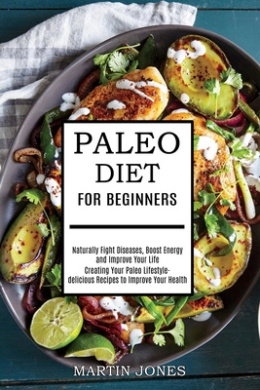 PALEO
DIET
FOR BEGINNERS
Naturally Fight Diseases, Boost Energy
and Improve Your Life
Creating Your Paleo Lifestyle-
delicious Recipes to Improve Your Health
MARTIN JONES